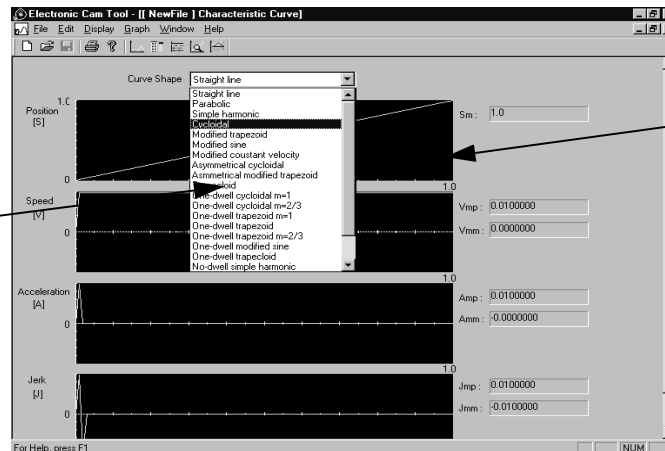 Electronic Cam Tool - [[ NewFile ] Characteristic Curve]
File Edit Display Graph Window Help
Curve Shape Straight line
Straight line
Parabolic
Simple harmonic
Cycloidal
Modified trapezoid
Modified sine
Modified coustant velocity
Asymmetrical cycloidal
Asmmetrical modified trapezoid
cloid
One-dwell cycloidal m=1
One-dwell cycloidal m=2/3
One-dwell trapezoid m=1
One-dwell trapezoid
One-dwell trapezoid m=2/3
One-dwell modified sine
One-dwell trapecloid
No-dwell simple harmonic
Position
[S]
1.0
0
1.0
Sm : 1.0
Speed
[V]
0
1.0
Vmp : 0.0100000
Vmm : 0.0000000
Acceleration
[A]
0
1.0
Amp : 0.0100000
Amm : -0.0000000
Jerk
[J]
0
Jmp : 0.0100000
Jmm : -0.0100000
For Help, press F1
NUM